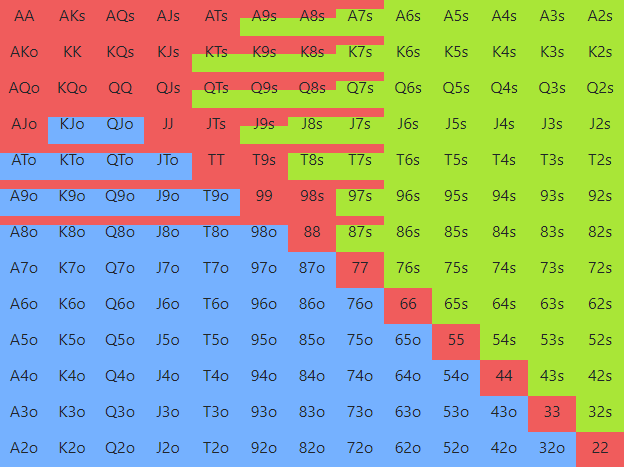 AA AKs AQs AJs ATs A9s A8s A7s A6s A5s A4s A3s A2s
AKo KK KQs KJs KTs K9s K8s K7s K6s K5s K4s K3s K2s
AQo KQo QQ QJs QTs Q9s Q8s Q7s Q6s Q5s Q4s Q3s Q2s
AJo KJo QJo JJ JTs J9s J8s J7s J6s J5s J4s J3s J2s
ATo KTo QTo JTo TT T9s T8s T7s T6s T5s T4s T3s T2s
A9o K9o Q9o J9o T9o 99 98s 97s 96s 95s 94s 93s 92s
A8o K8o Q8o J8o T8o 98o 88 87s 86s 85s 84s 83s 82s
A7o K7o Q7o J7o T7o 97o 87o 77 76s 75s 74s 73s 72s
A6o K6o Q6o J6o T6o 96o 86o 76o 66 65s 64s 63s 62s
A5o K5o Q5o J5o T5o 95o 85o 75o 65o 55 54s 53s 52s
A4o K4o Q4o J4o T4o 94o 84o 74o 64o 54o 44 43s 42s
A3o K3o Q3o J3o T3o 93o 83o 73o 63o 53o 43o 33 32s
A2o K2o Q2o J2o T2o 92o 82o 72o 62o 52o 42o 32o 22